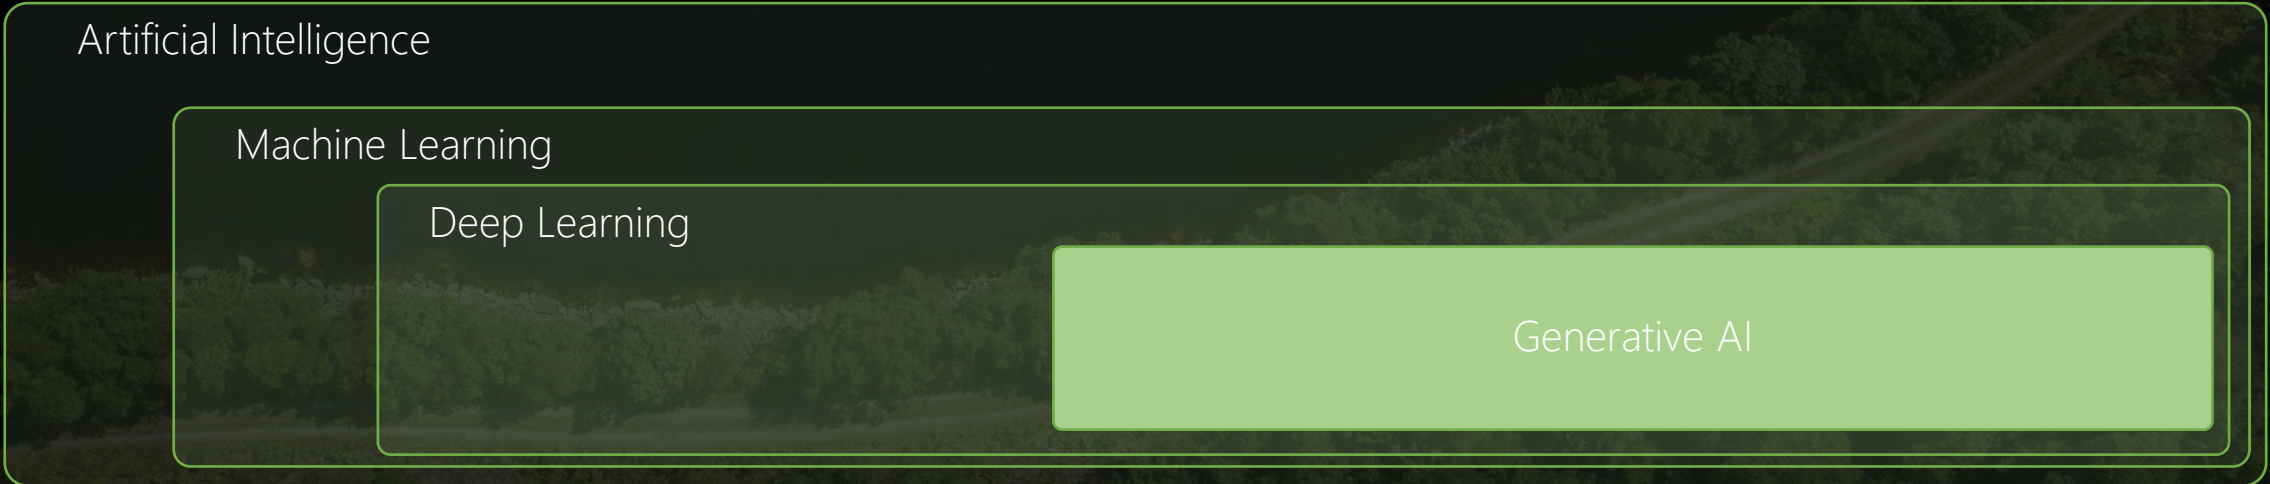 Artificial Intelligence
Machine Learning
Deep Learning
Generative AI